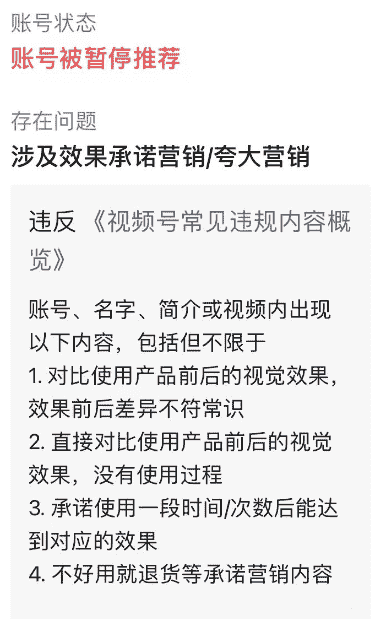 账号状态
账号被暂停推荐
存在问题
涉及效果承诺营销/夸大营销
违反 《视频号常见违规内容概
览》
账号、名字、简介或视频内出现
以下内容，包括但不限于
1. 对比使用产品前后的视觉效果，
效果前后差异不符常识
2. 直接对比使用产品前后的视觉
效果，没有使用过程
3. 承诺使用一段时间/次数后能达
到对应的效果
4. 不好用就退货等承诺营销内容